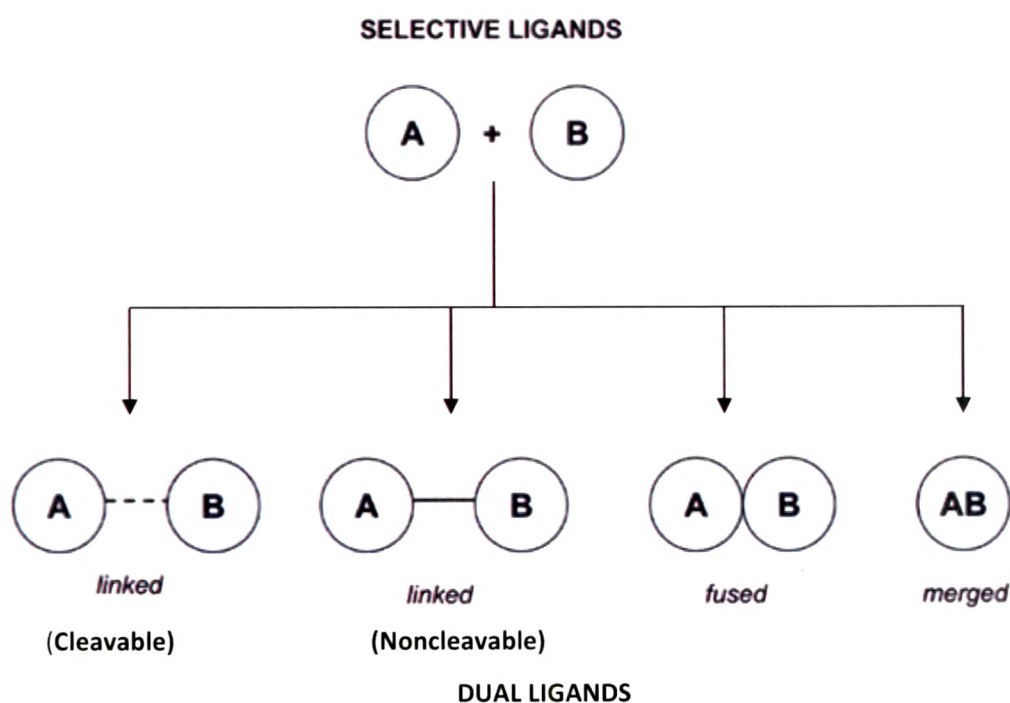 SELECTIVE LIGANDS
A + B
A B A B A B AB
linked linked fused merged
(Cleavable) (Noncleavable)
DUAL LIGANDS